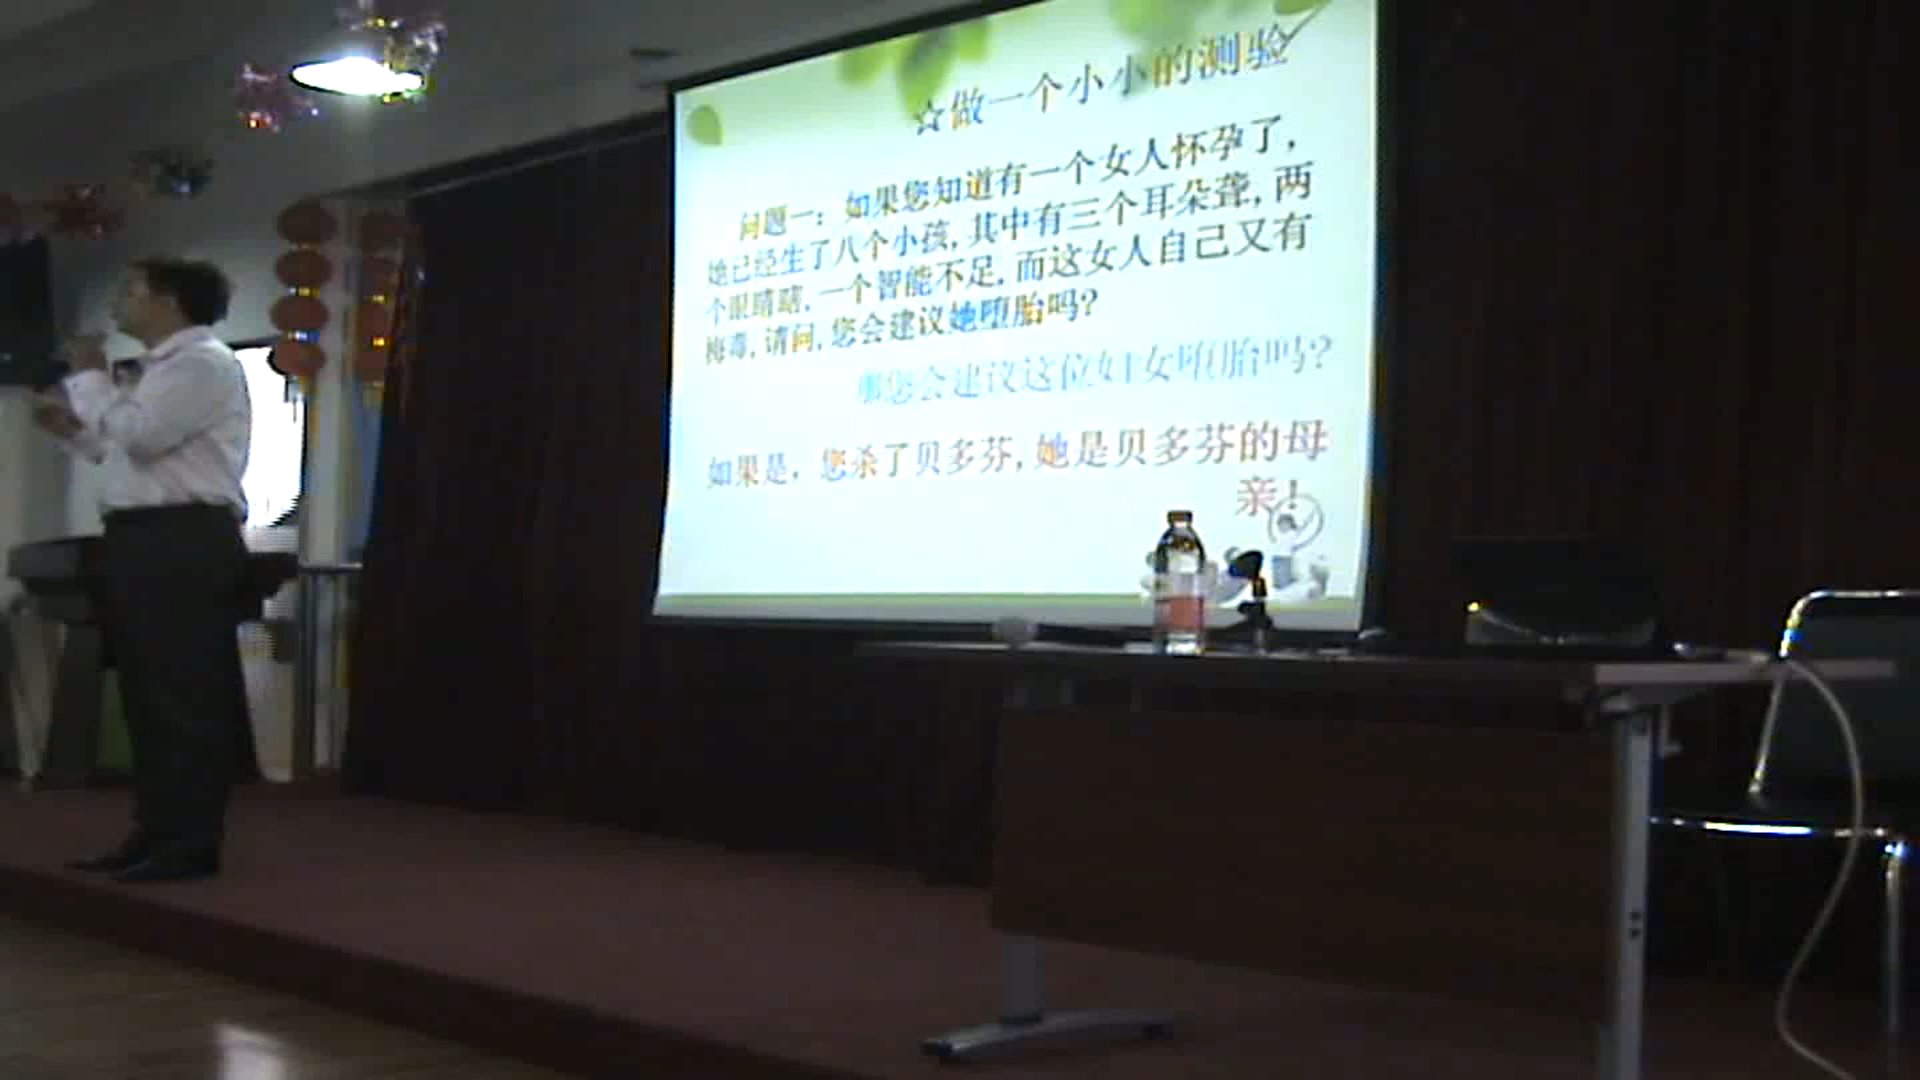 ☆做一个小小的测验
问题一：如果您知道有一个女人怀孕了，
她已经生了八个小孩,其中有三个耳朵聋,两
个眼睛瞎,一个智能不足,而这女人自己又有
梅毒,请问,您会建议她堕胎吗?
哪您会建议这位妇女堕胎吗?
如果是，您杀了贝多芬,她是贝多芬的母
亲！